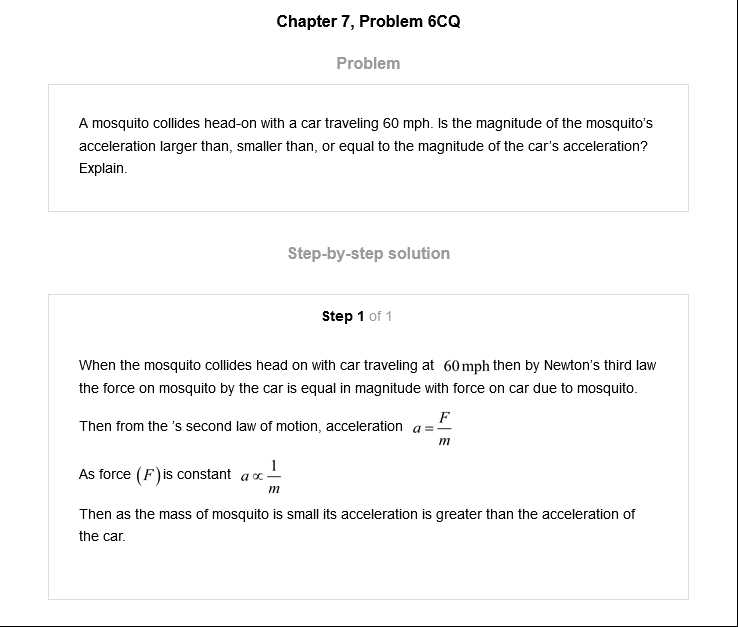 Chapter 7, Problem 6CQ
Problem
A mosquito collides head-on with a car traveling 60 mph. Is the magnitude of the mosquito's
acceleration larger than, smaller than, or equal to the magnitude of the car's acceleration?
Explain.
Step-by-step solution
Step 1 of 1
When the mosquito collides head on with car traveling at 60 mph then by Newton's third law
the force on mosquito by the car is equal in magnitude with force on car due to mosquito.
Then from the 's second law of motion, acceleration a = F/m
As force (F) is constant a ∝ 1/m
Then as the mass of mosquito is small its acceleration is greater than the acceleration of
the car.